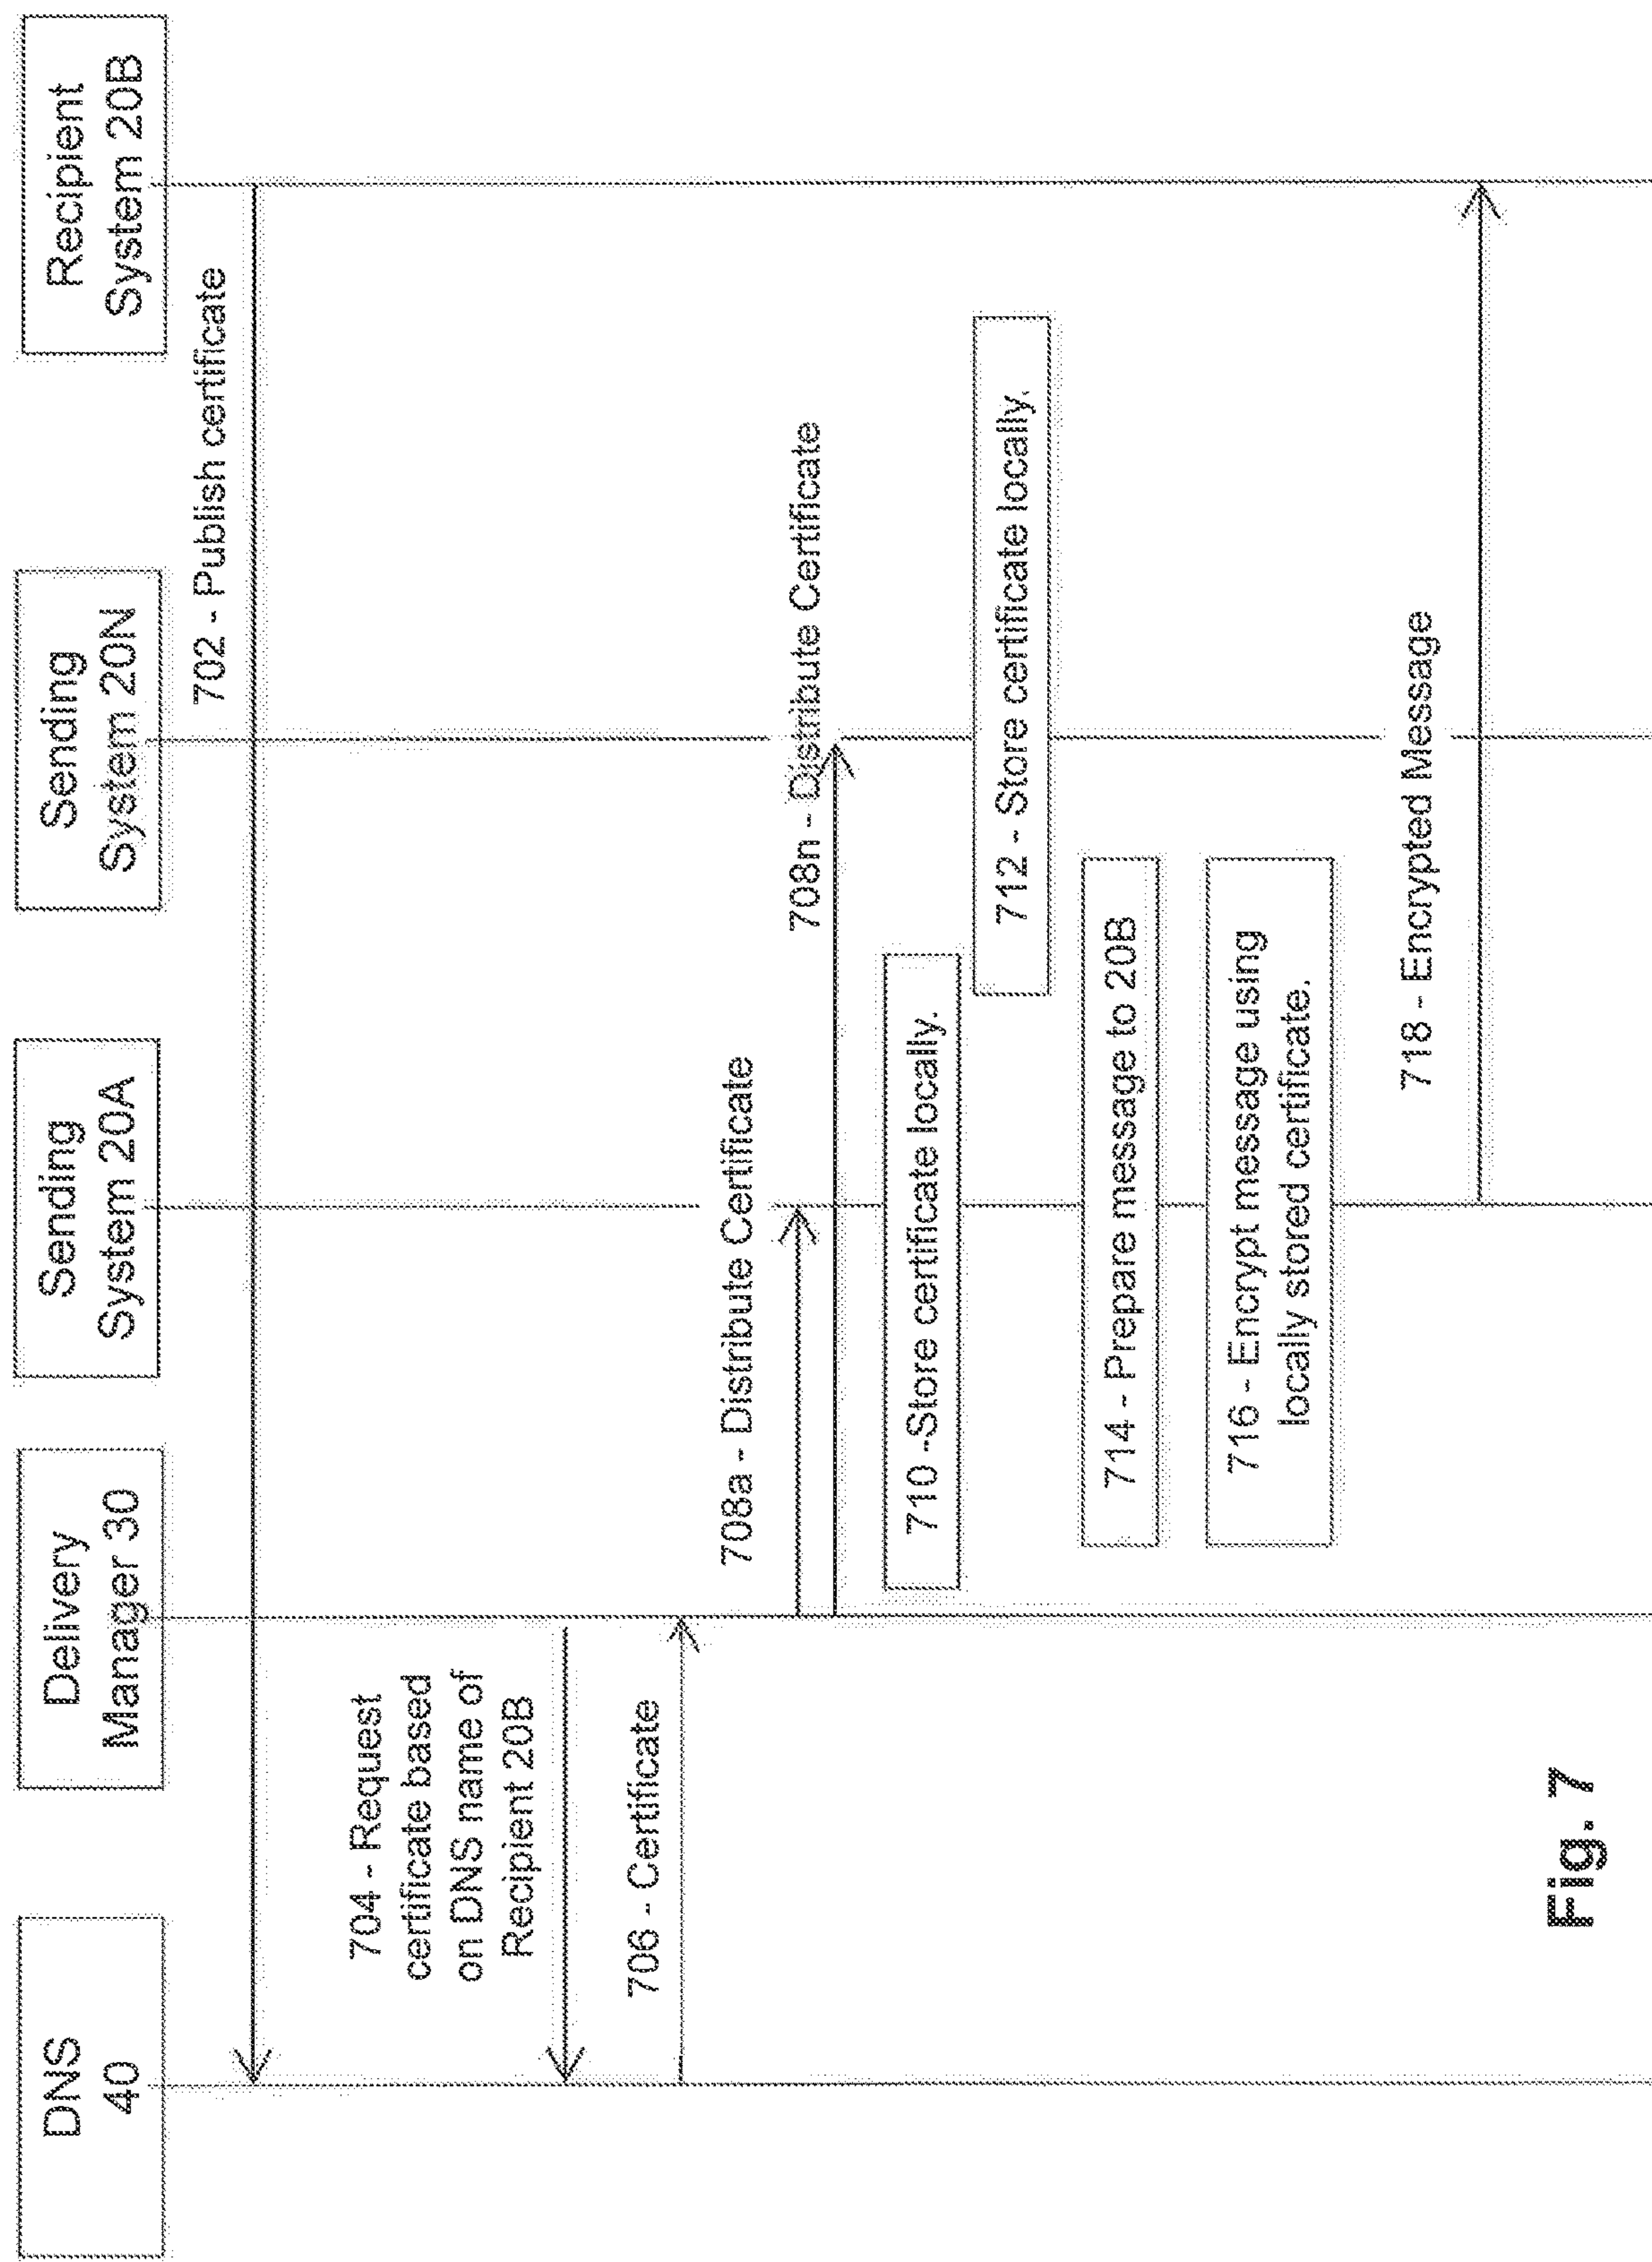 DNS
40
Delivery
Manager 30
Sending
System 20A
Sending
System 20N
Recipient
System 20B
702 - Publish certificate
704 - Request
certificate based
on DNS name of
Recipient 20B
706 - Certificate
708a - Distribute Certificate
708n - Distribute Certificate
710 -Store certificate locally.
712 - Store certificate locally.
714 - Prepare message to 20B
716 - Encrypt message using
locally stored certificate.
718 - Encrypted Message
Fig. 7